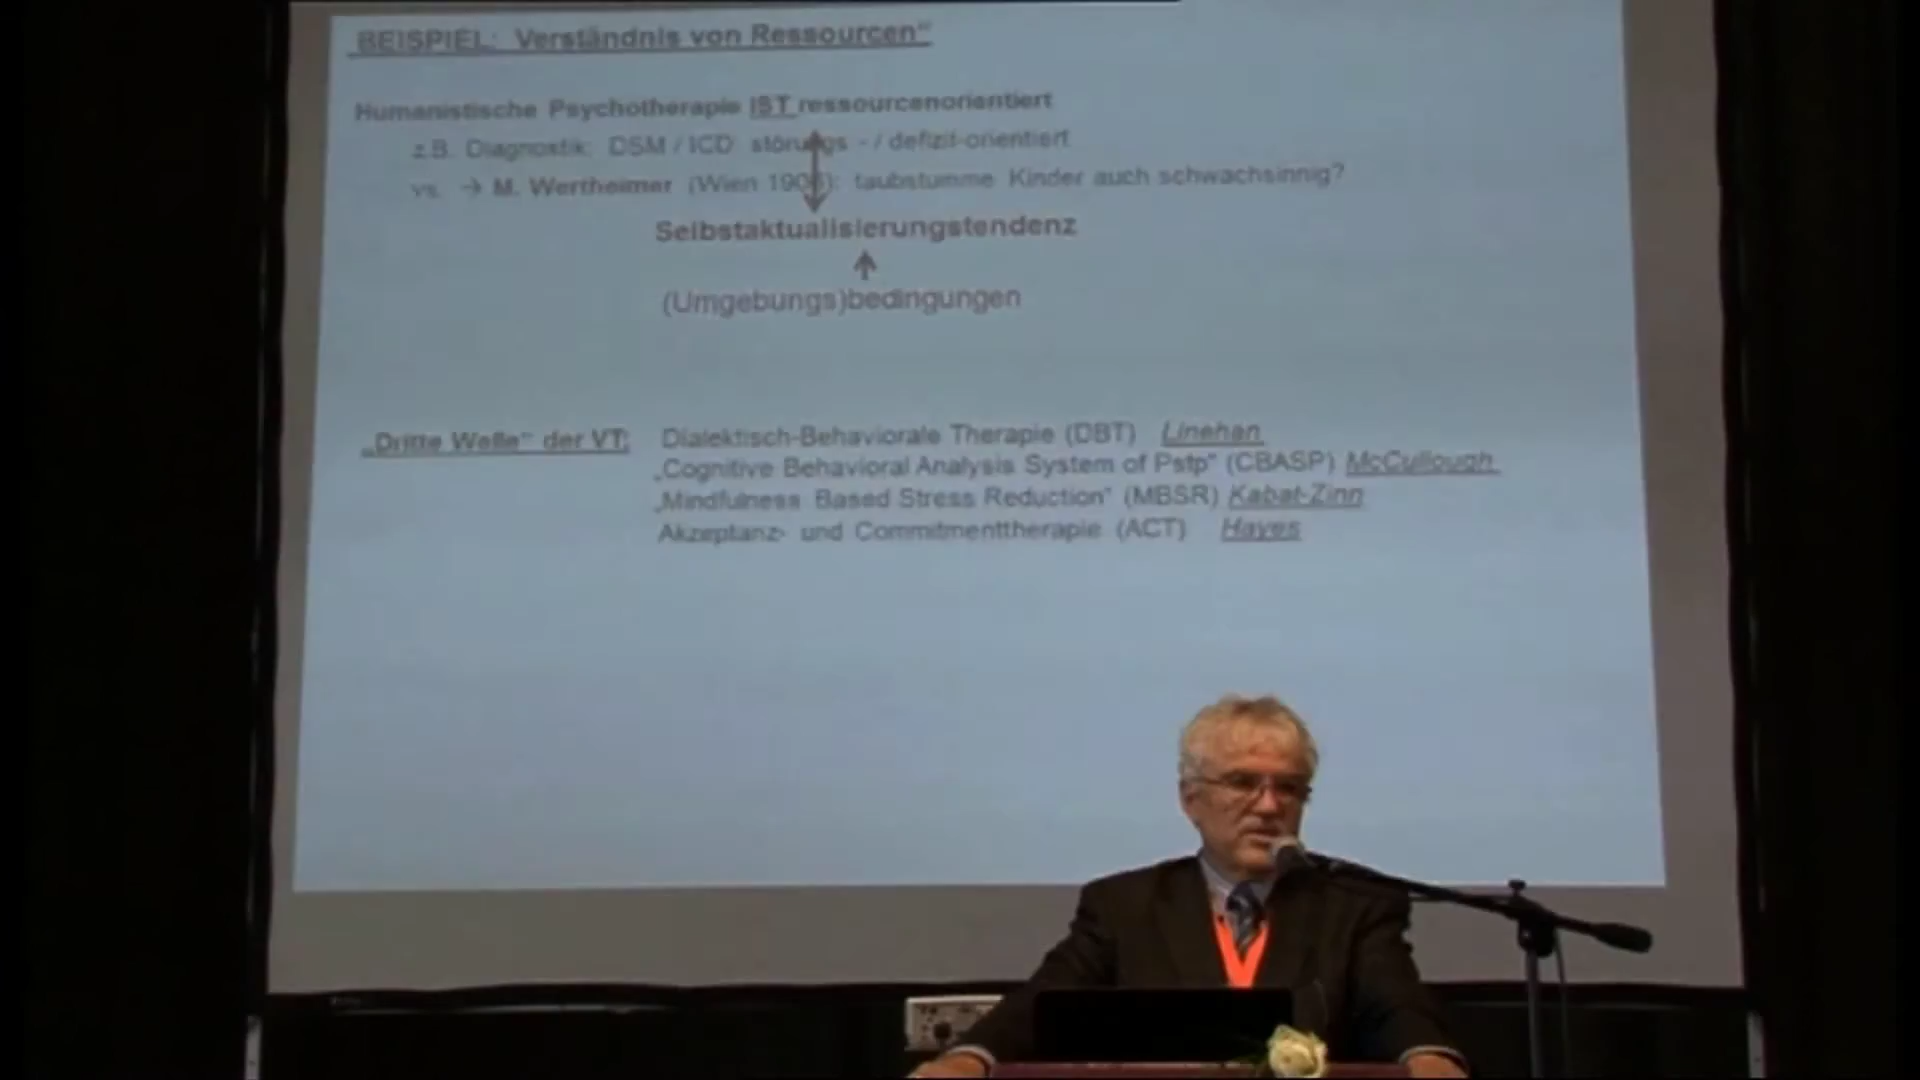 „BEISPIEL: Verständnis von Ressourcen“
Humanistische Psychotherapie IST ressourcenorientiert
z.B. Diagnostik: DSM / ICD störungs - / defizit-orientiert
vs. → M. Wertheimer (Wien 190 ): taubstumme Kinder auch schwachsinnig?
Selbstaktualisierungstendenz
(Umgebungs)bedingungen
„Dritte Welle“ der VT: Dialektisch-Behaviorale Therapie (DBT) Linehan
„Cognitive Behavioral Analysis System of Pstp“ (CBASP) McCullough
„Mindfulness Based Stress Reduction“ (MBSR) Kabat-Zinn
Akzeptanz- und Commitmenttherapie (ACT) Hayes